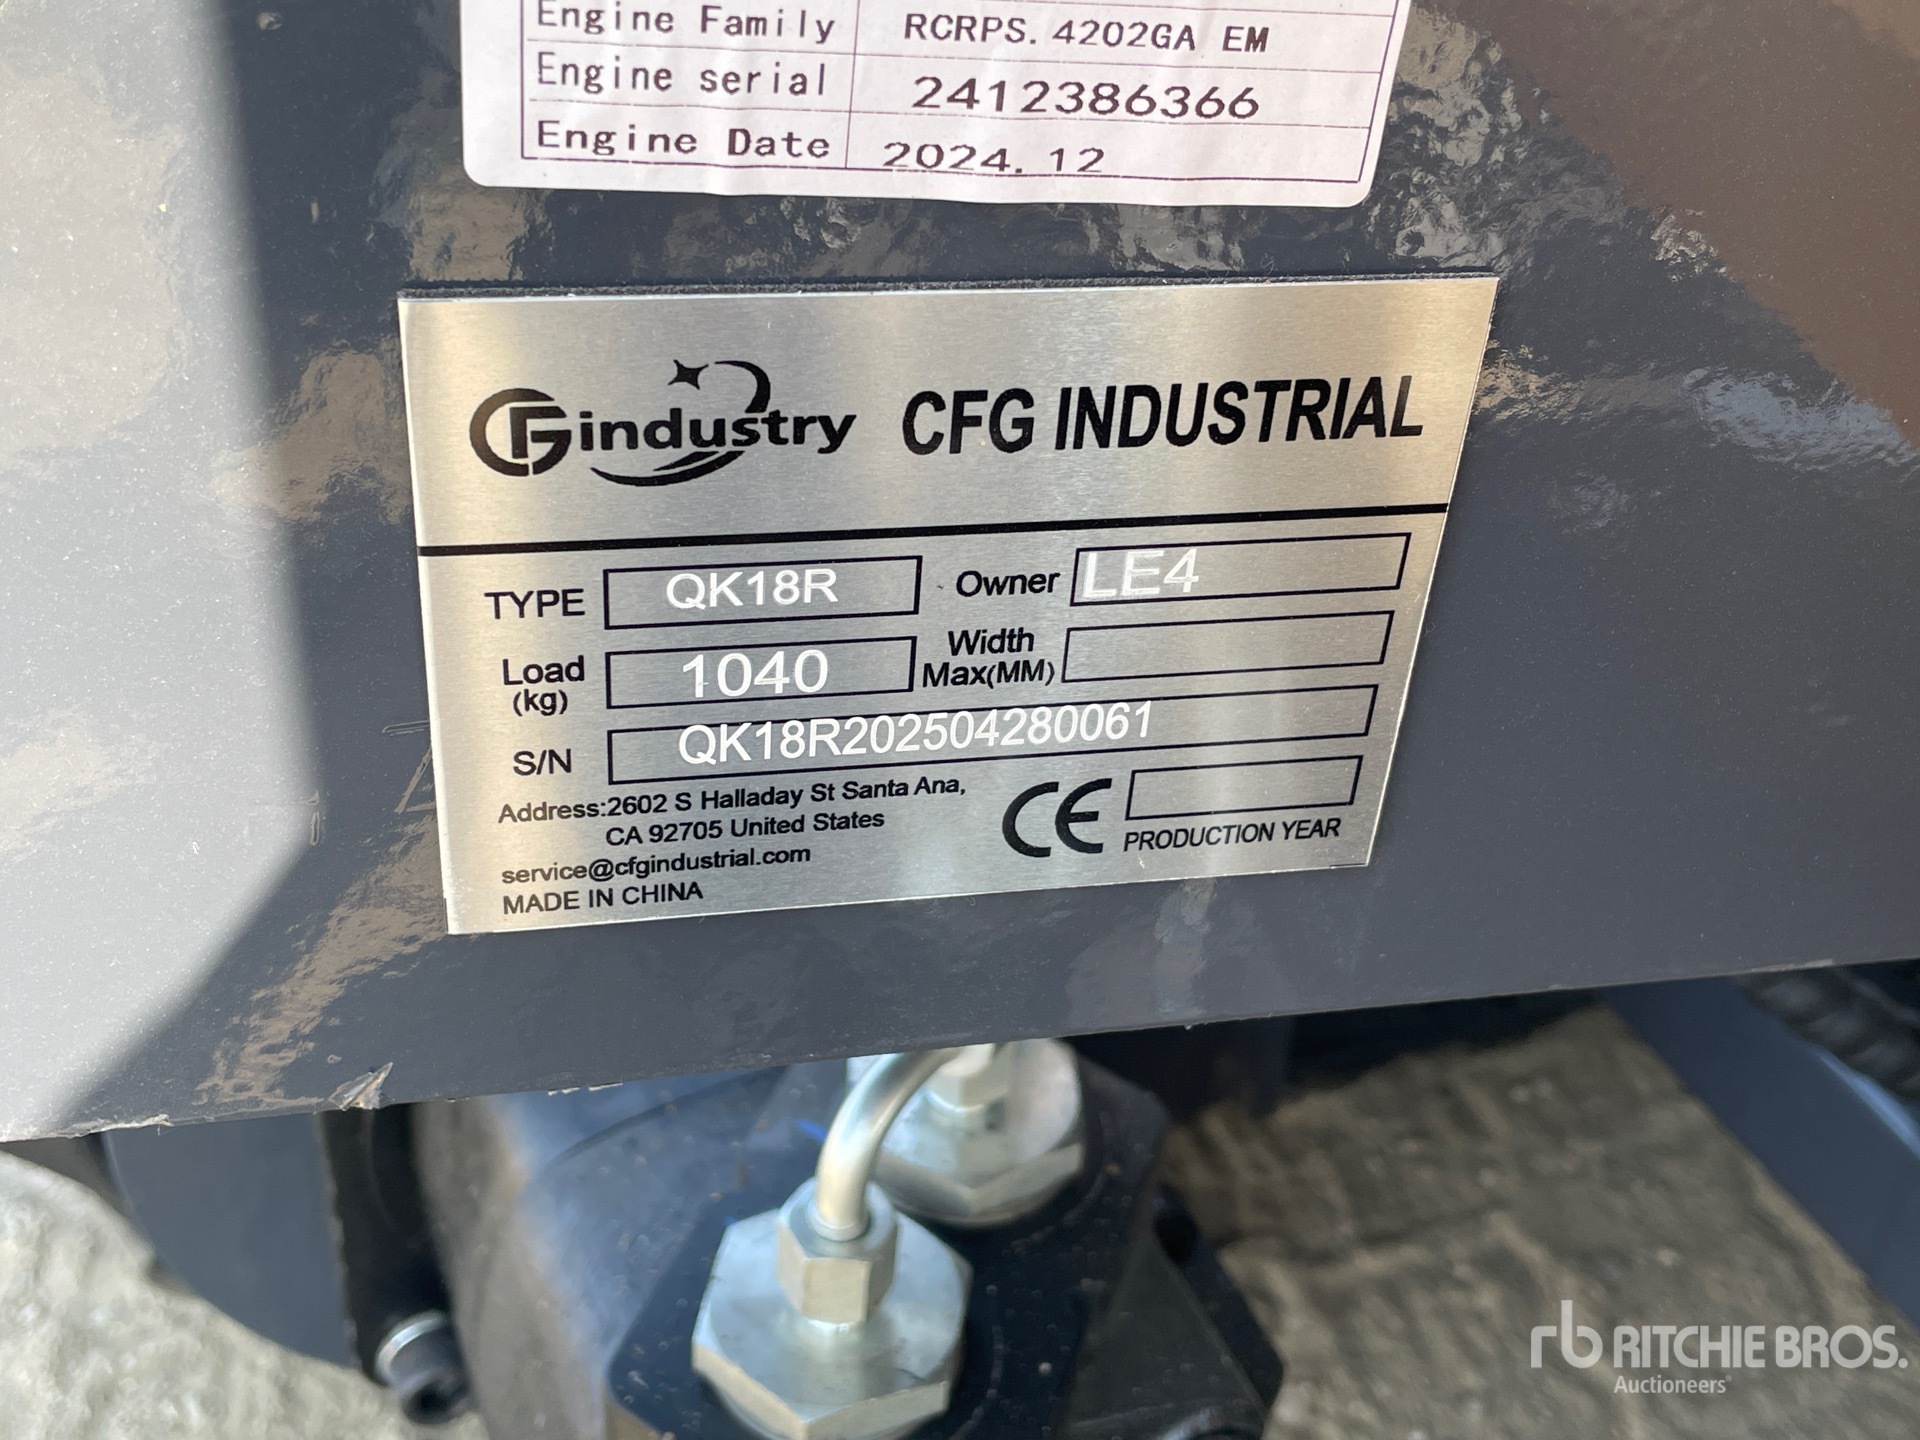 Engine Family RCRPS.4202GA EM
Engine serial 2412386366
Engine Date 2024.12
CFGindustry CFG INDUSTRIAL
TYPE QK18R Owner LE4
Load (kg) 1040 Width Max(MM)
S/N QK18R202504280061
Address:2602 S Halladay St Santa Ana,
CA 92705 United States
service@cfgindustrial.com
MADE IN CHINA
CE PRODUCTION YEAR
rb RITCHIE BROS.
Auctioneers